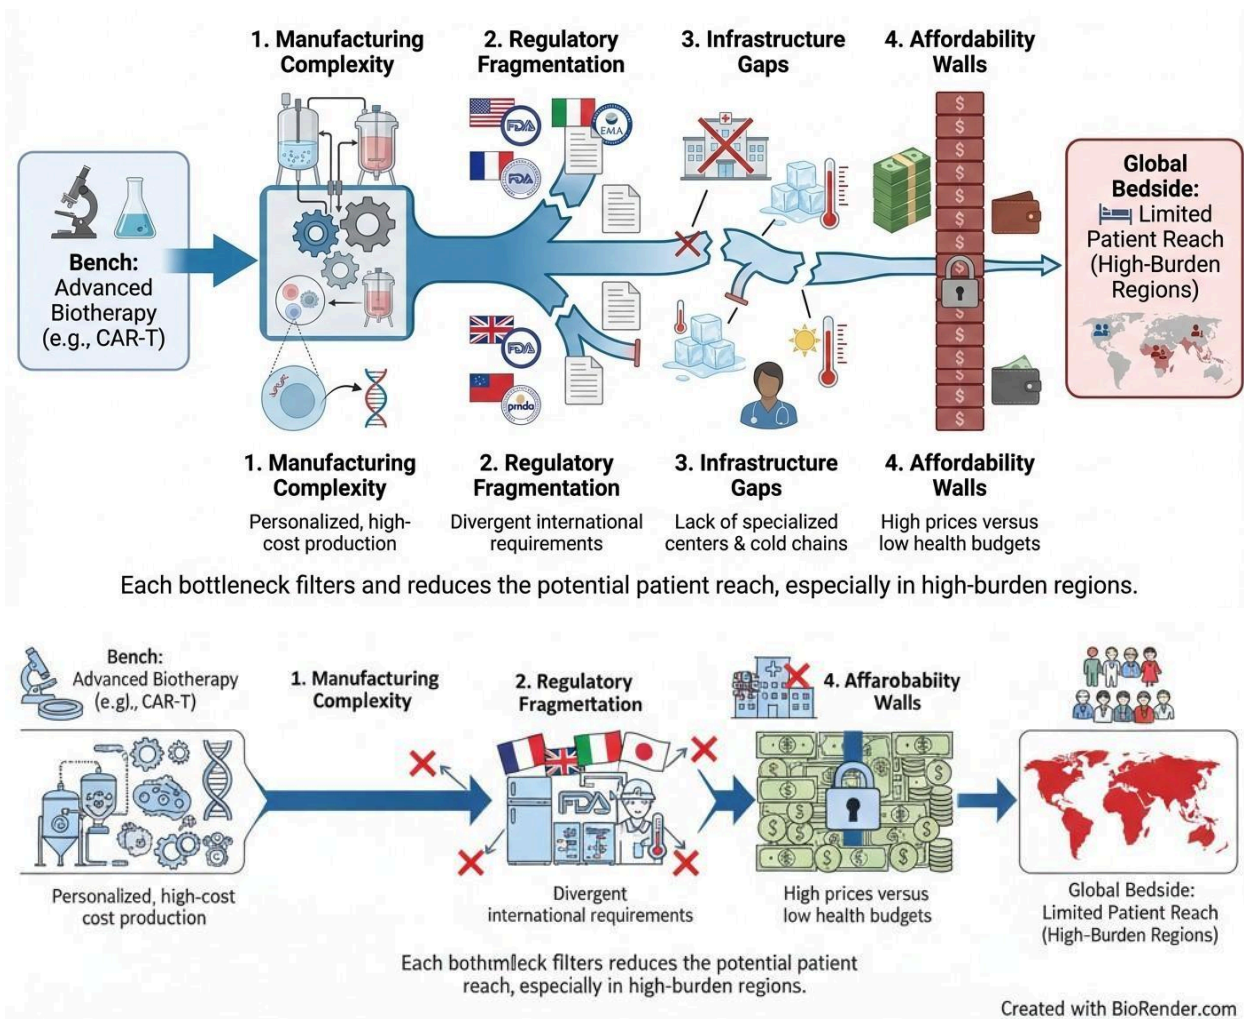 1. Manufacturing
Complexity
2. Regulatory
Fragmentation
3. Infrastructure
Gaps
4. Affordability
Walls
FDA
EMA
FDA
Bench:
Advanced
Biotherapy
(e.g., CAR-T)
FDA
pmda
$
$
$
$
$
$
$
$
$
$
$
$
$
$
Global
Bedside:
Limited
Patient Reach
(High-Burden
Regions)
1. Manufacturing
Complexity
Personalized, high-
cost production
2. Regulatory
Fragmentation
Divergent international
requirements
3. Infrastructure
Gaps
Lack of specialized
centers & cold chains
4. Affordability
Walls
High prices versus
low health budgets
Each bottleneck filters and reduces the potential patient reach, especially in high-burden regions.
Bench:
Advanced Biotherapy
(e.g)., CAR-T)
1. Manufacturing
Complexity
2. Regulatory
Fragmertation
4. Affarobabiity
Walls
FDA
Personalized, high-cost
cost production
Divergent
international requirements
High prices versus
low health budgets
Global Bedside:
Limited Patient Reach
(High-Burden Regions)
Each bothmleck filters reduces the potential patient
reach, especially in high-burden regions.
Created with BioRender.com